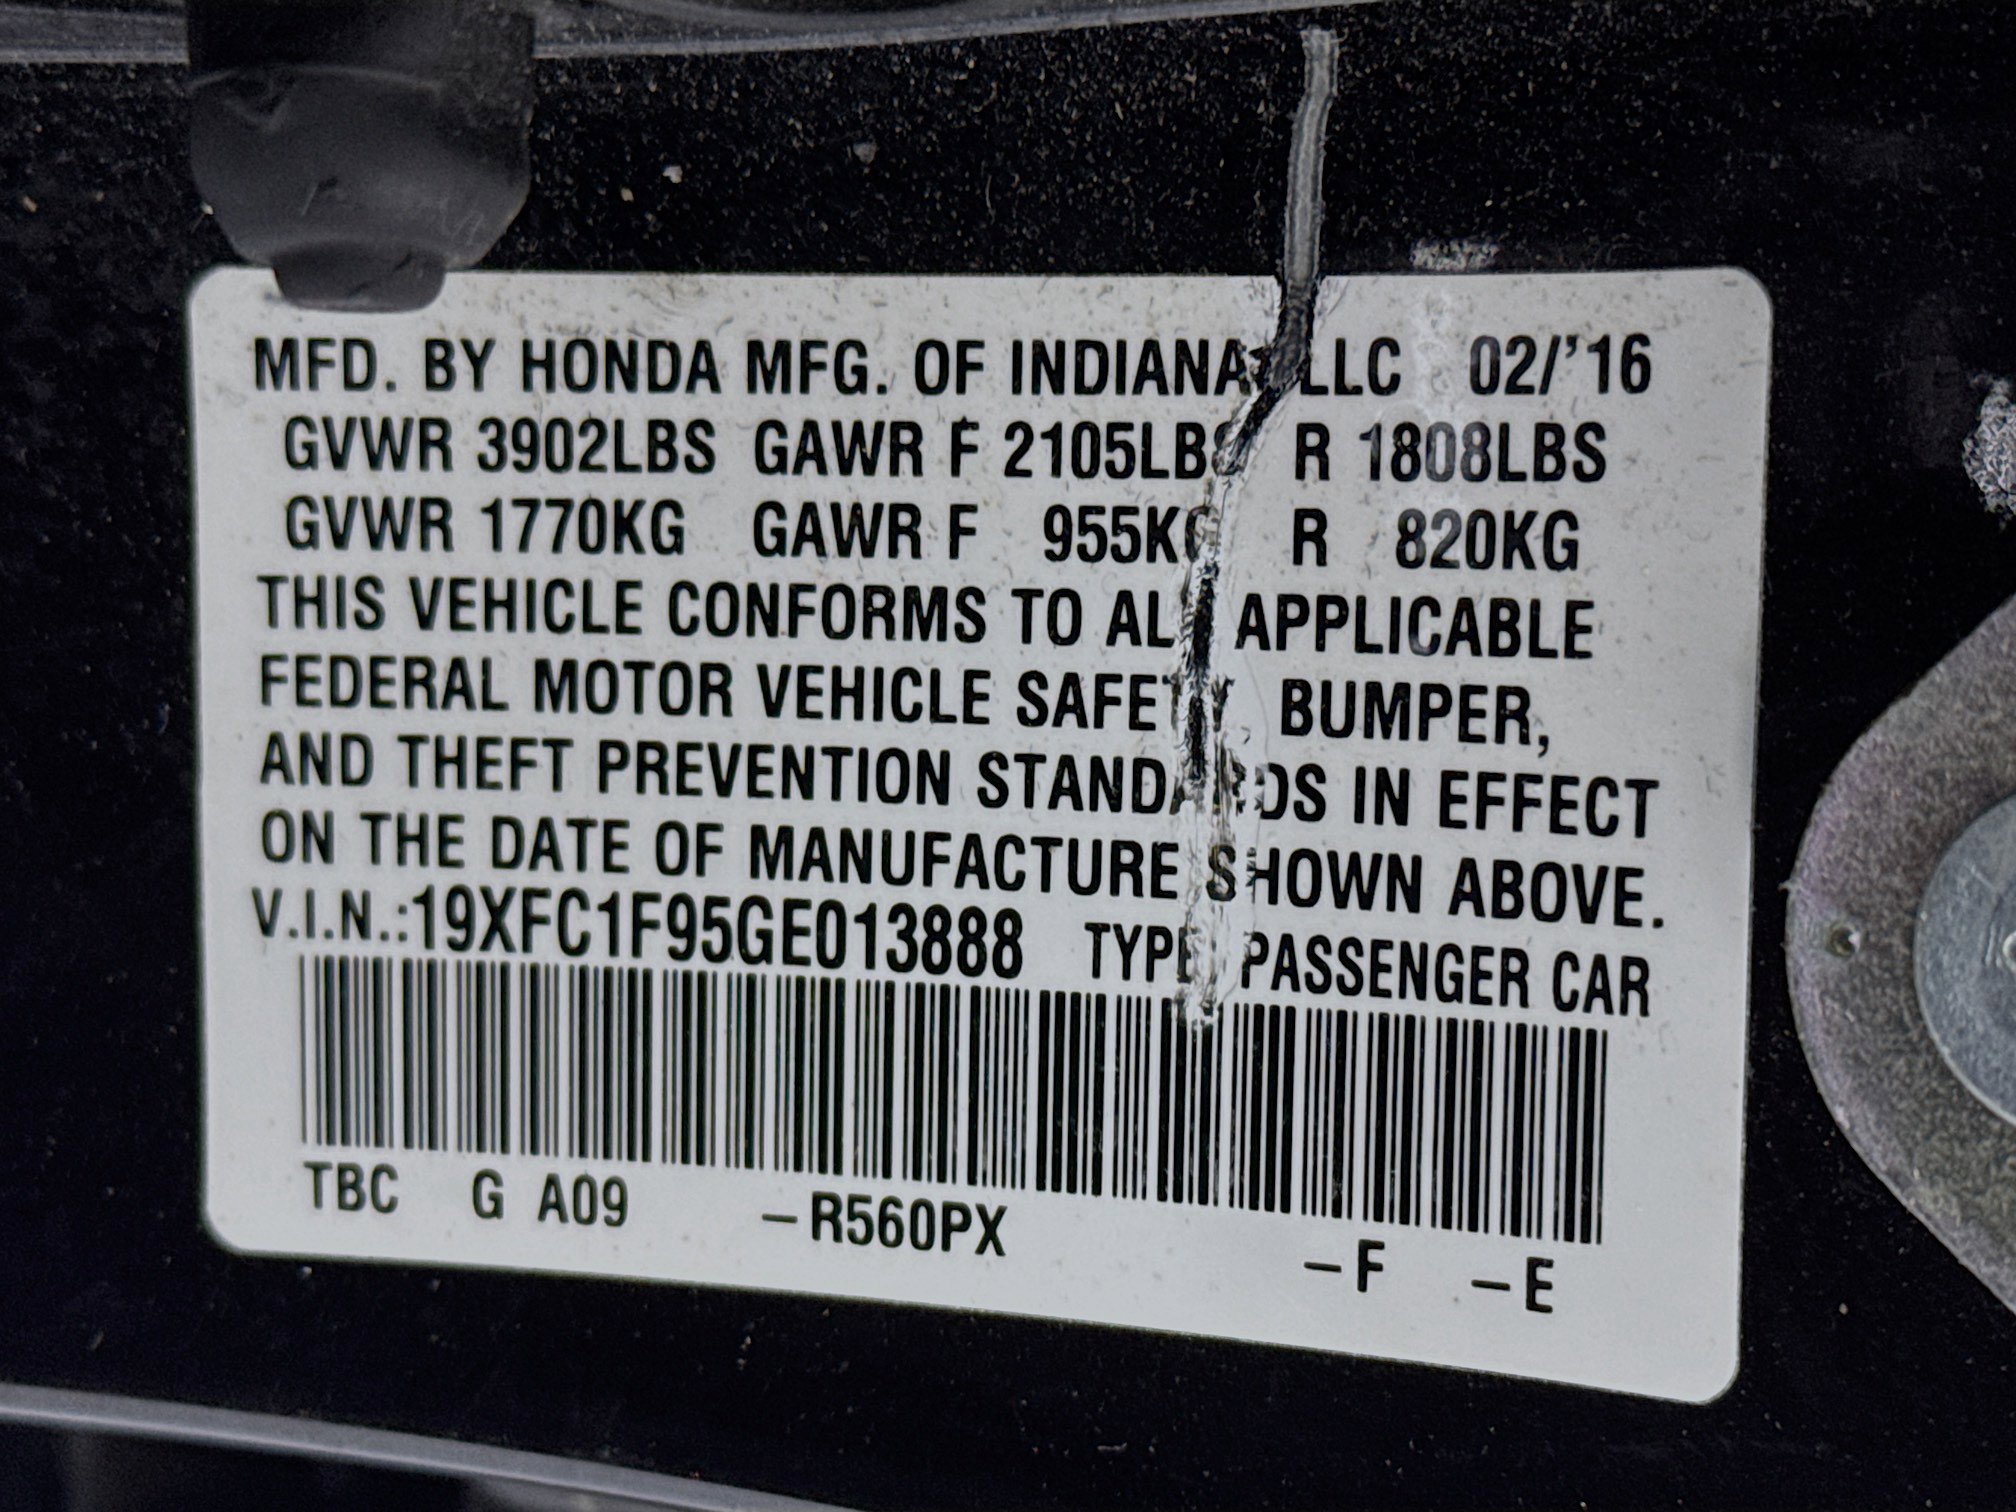 MFD. BY HONDA MFG. OF INDIANA, LLC 02/'16
GVWR 3902LBS GAWR F 2105LBS R 1808LBS
GVWR 1770KG GAWR F 955KG R 820KG
THIS VEHICLE CONFORMS TO ALL APPLICABLE
FEDERAL MOTOR VEHICLE SAFETY, BUMPER,
AND THEFT PREVENTION STANDARDS IN EFFECT
ON THE DATE OF MANUFACTURE SHOWN ABOVE.
V.I.N.:19XFC1F95GE013888 TYPE: PASSENGER CAR
TBC G A09 –R560PX –F –E